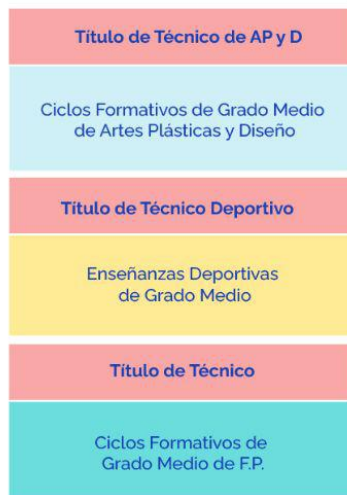 Título de Técnico de AP y D
Ciclos Formativos de Grado Medio
de Artes Plásticas y Diseño
Título de Técnico Deportivo
Enseñanzas Deportivas
de Grado Medio
Título de Técnico
Ciclos Formativos de
Grado Medio de F.P.